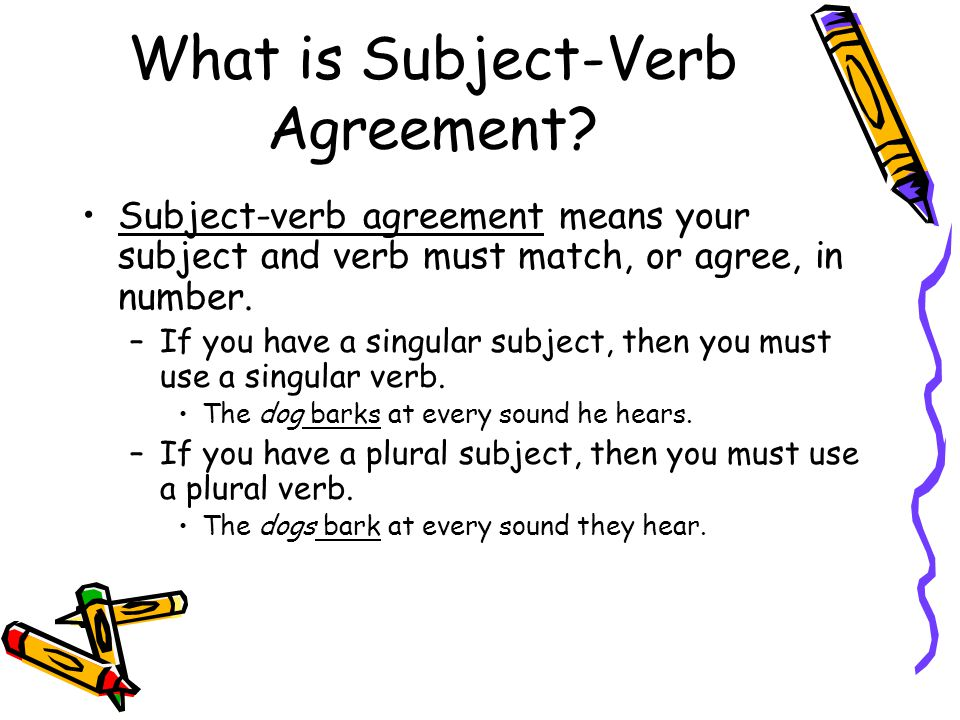 What is Subject-Verb
Agreement?
• Subject-verb agreement means your
subject and verb must match, or agree, in
number.
–If you have a singular subject, then you must
use a singular verb.
• The dog barks at every sound he hears.
–If you have a plural subject, then you must use
a plural verb.
• The dogs bark at every sound they hear.